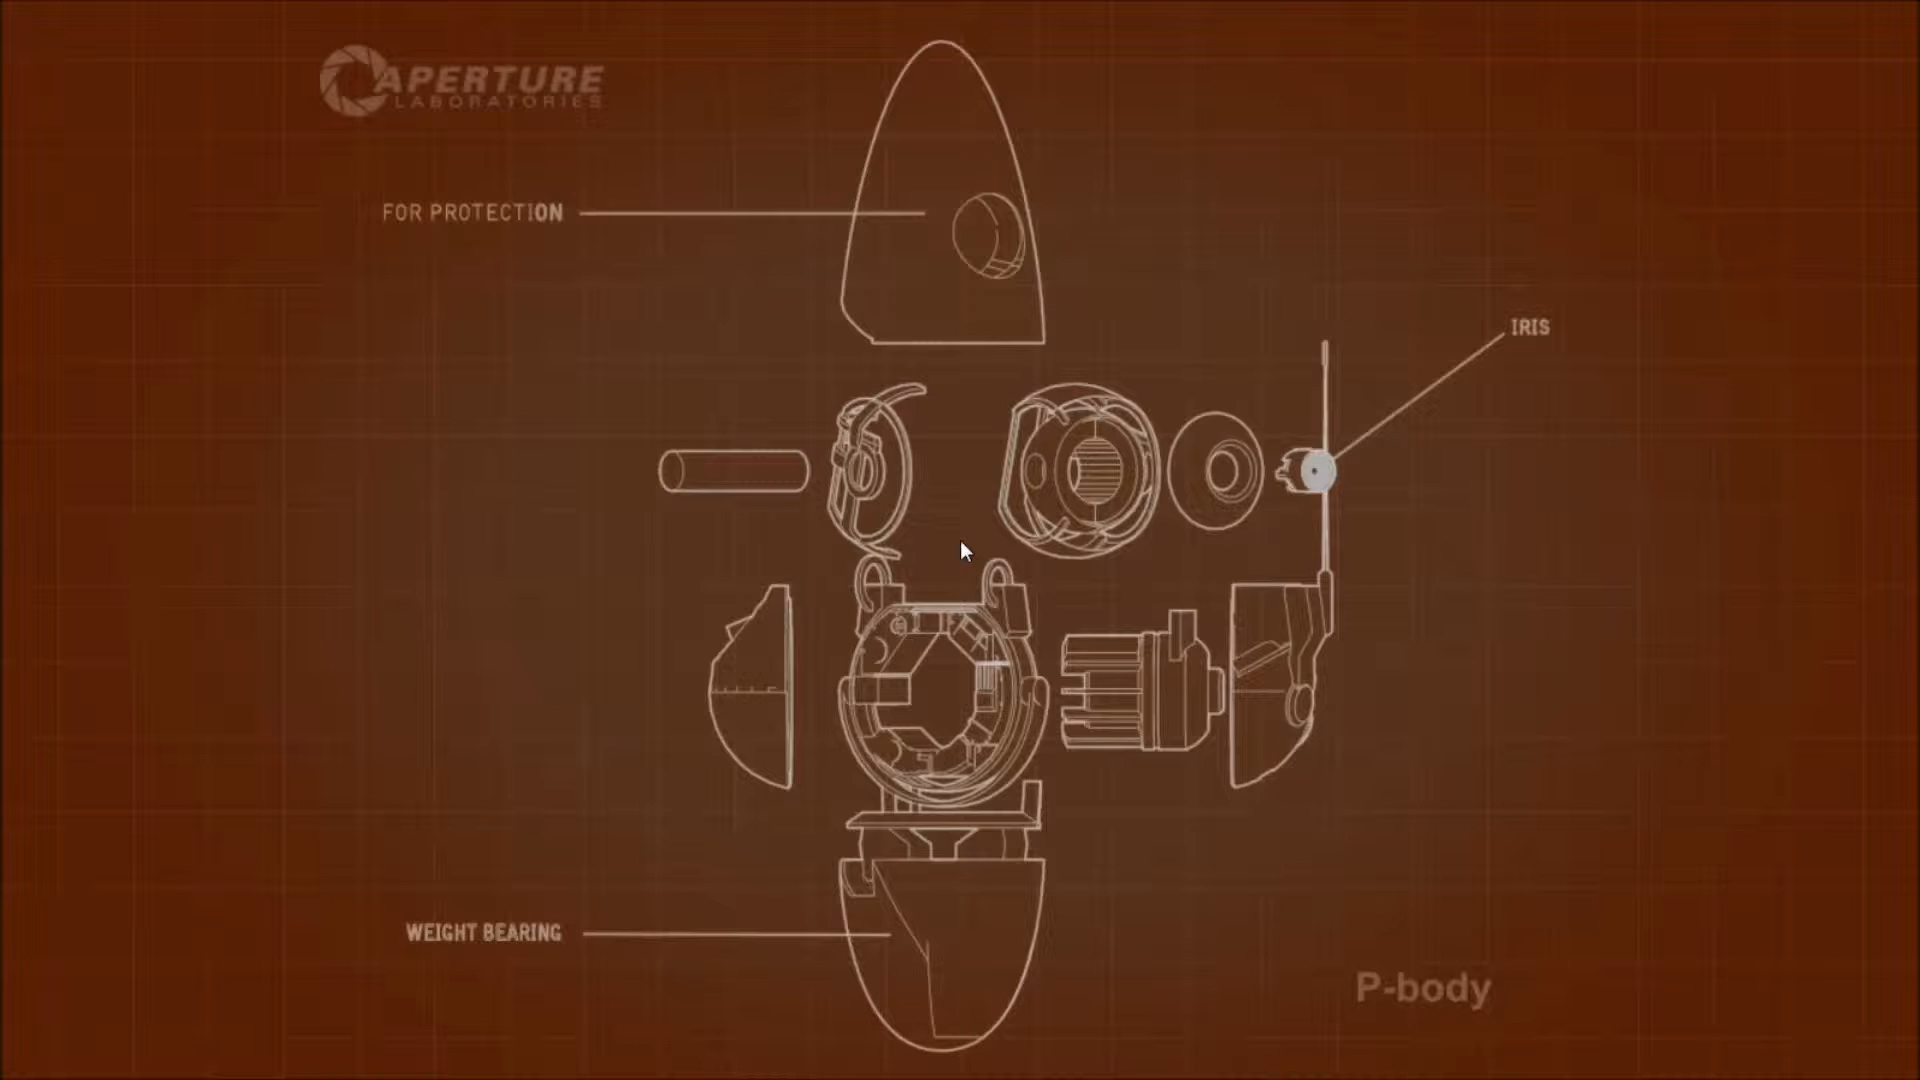 APERTURE
LABORATORIES
FOR PROTECTION
IRIS
WEIGHT BEARING
P-body